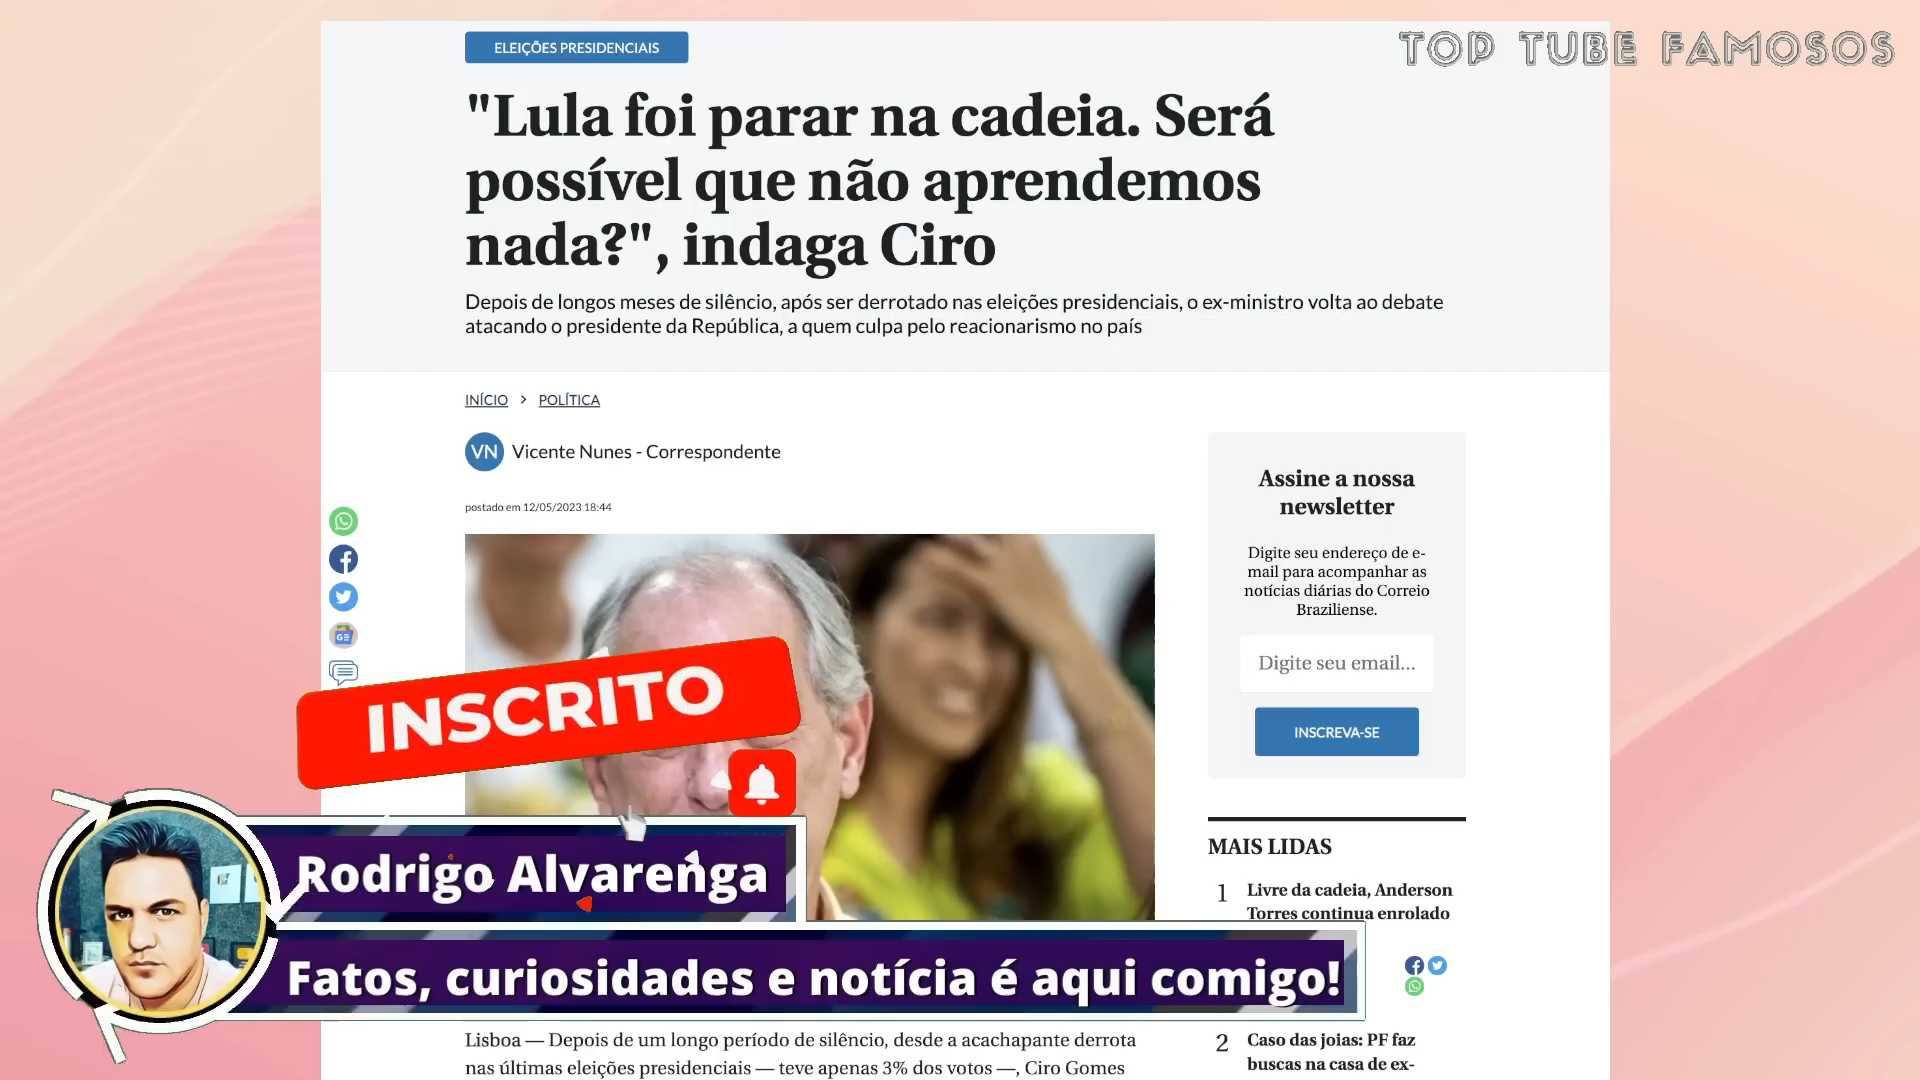 TOP TUBE FAMOSOS
ELEIÇÕES PRESIDENCIAIS
"Lula foi parar na cadeia. Será
possível que não aprendemos
nada?", indaga Ciro
Depois de longos meses de silêncio, após ser derrotado nas eleições presidenciais, o ex-ministro volta ao debate
atacando o presidente da República, a quem culpa pelo reacionarismo no país
INÍCIO > POLÍTICA
VN Vicente Nunes - Correspondente
postado em 12/05/2023 18:44
GE
INSCRITO
Rodrigo Alvarenga
Fatos, curiosidades e notícia é aqui comigo!
Lisboa — Depois de um longo período de silêncio, desde a acachapante derrota
nas últimas eleições presidenciais — teve apenas 3% dos votos —, Ciro Gomes
Assine a nossa
newsletter
Digite seu endereço de e-
mail para acompanhar as
notícias diárias do Correio
Braziliense.
Digite seu email...
INSCREVA-SE
MAIS LIDAS
1 Livre da cadeia, Anderson
Torres continua enrolado
2 Caso das joias: PF faz
buscas na casa de ex-